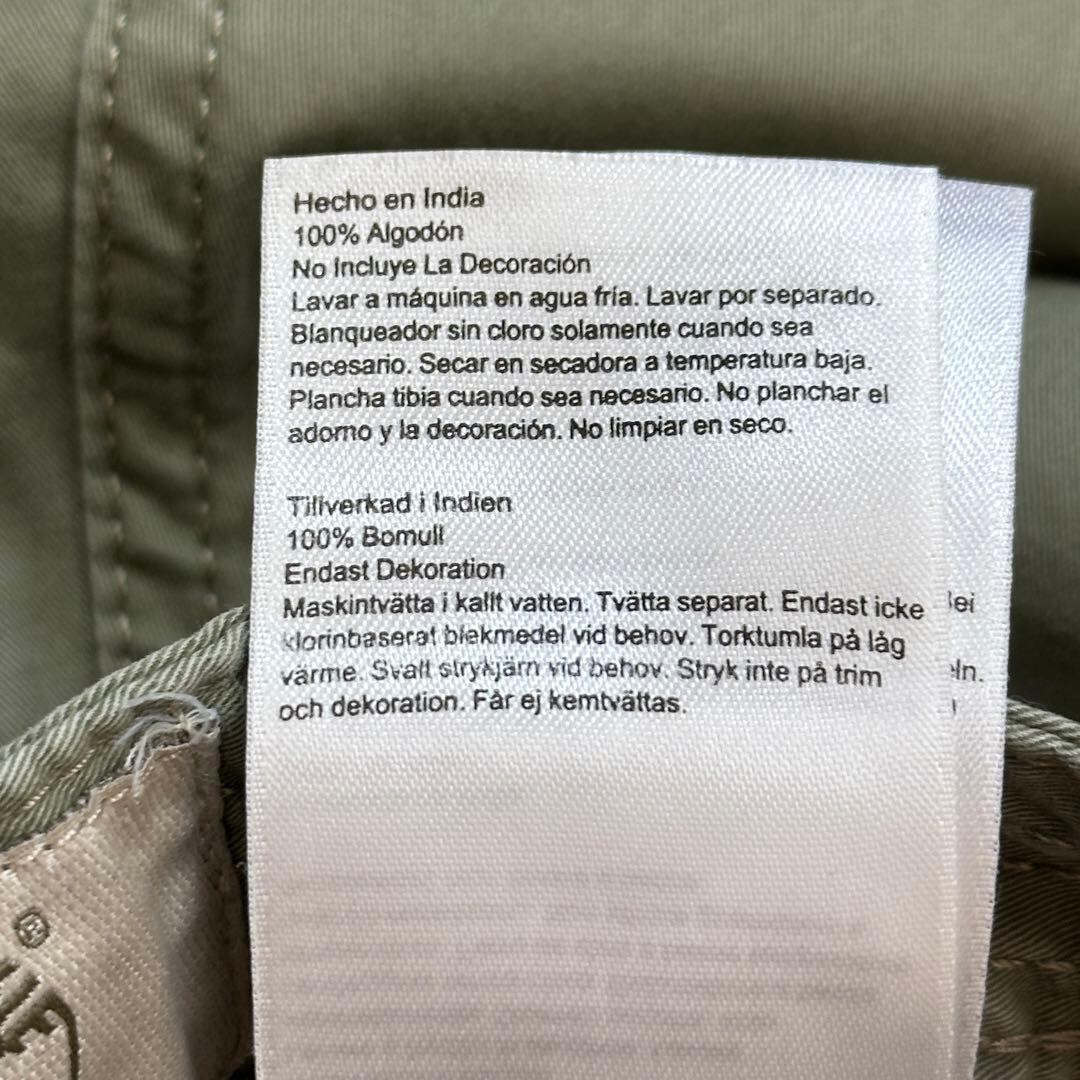 Hecho en India
100% Algodón
No Incluye La Decoración
Lavar a máquina en agua fría. Lavar por separado.
Blanqueador sin cloro solamente cuando sea
necesario. Secar en secadora a temperatura baja.
Plancha tibia cuando sea necesario. No planchar el
adorno y la decoración. No limpiar en seco.
Tillverkad i Indien
100% Bomull
Endast Dekoration
Maskintvätta i kallt vatten. Tvätta separat. Endast icke
klorinbaserat blekmedel vid behov. Torktumla på låg
värme. Svalt strykjärn vid behov. Stryk inte på trim
och dekoration. Får ej kemtvättas.
®